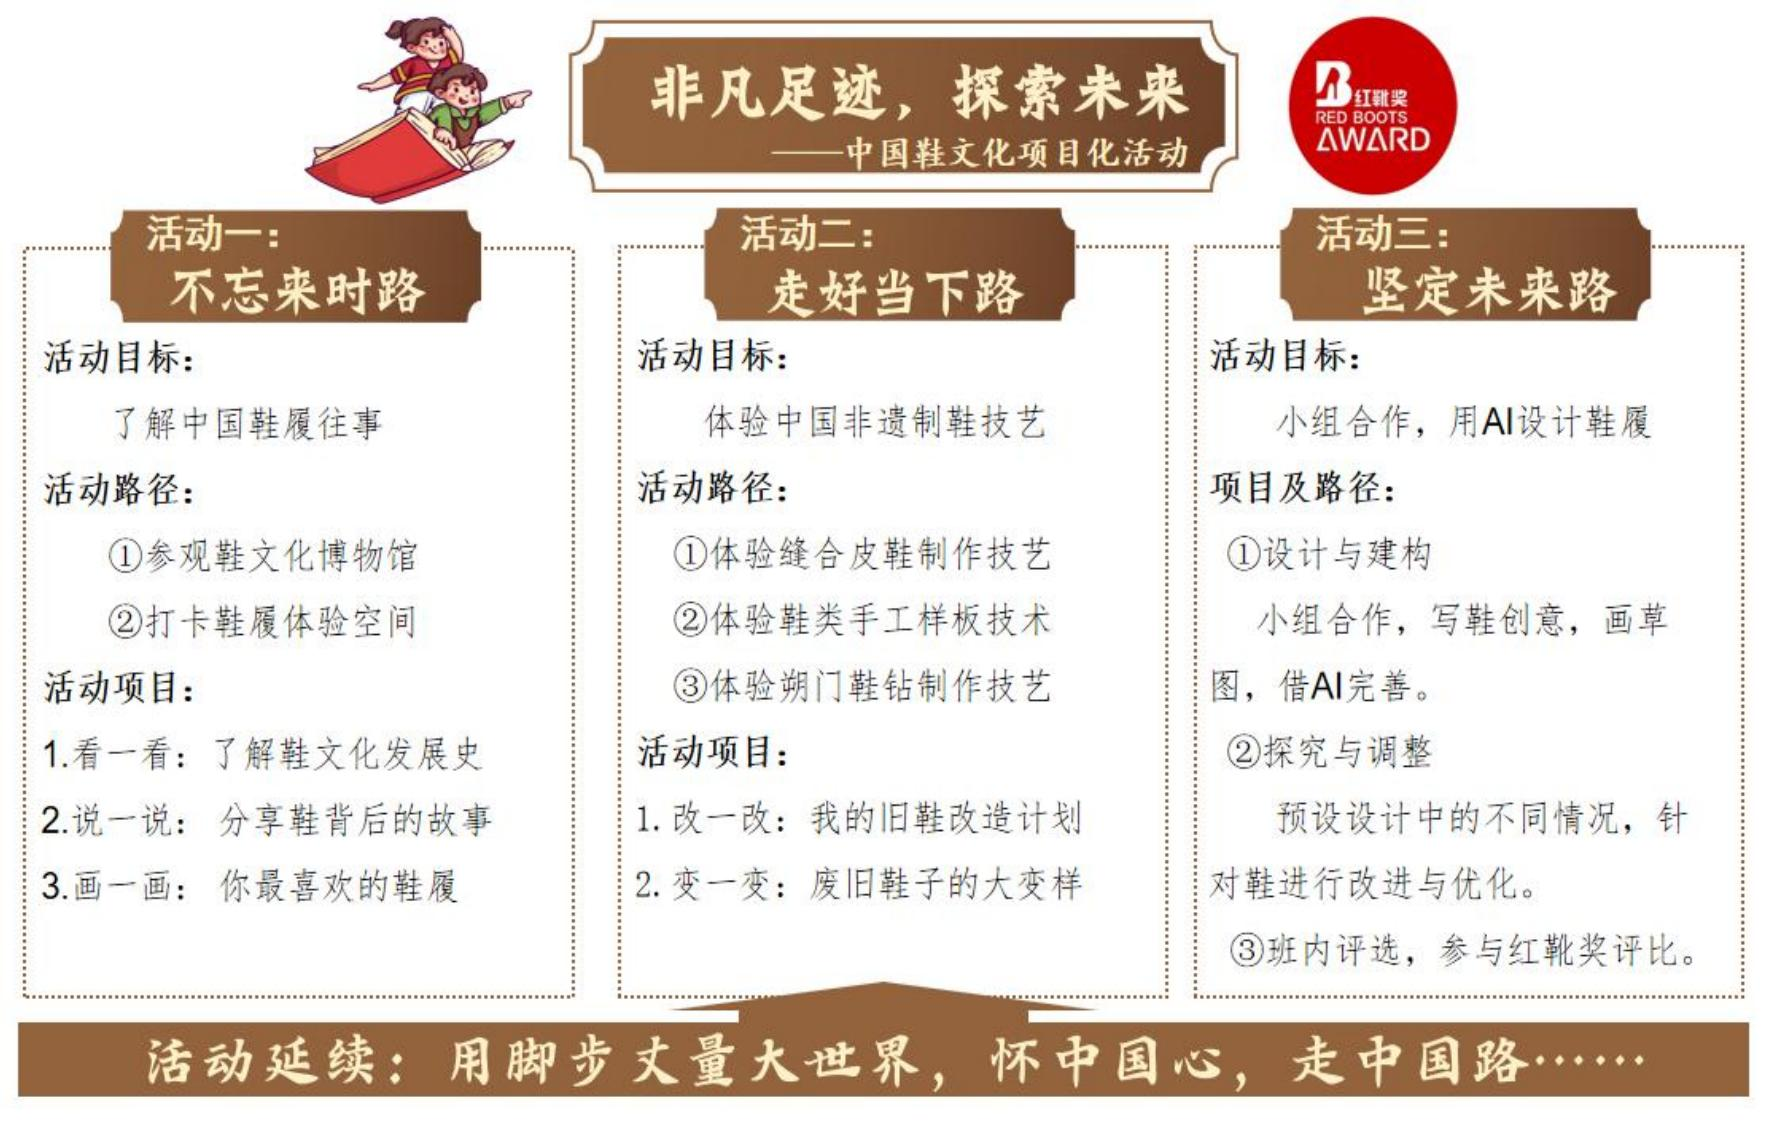 非凡足迹，探索未来
——中国鞋文化项目化活动
红靴奖
RED BOOTS
AWARD
活动一：
不忘来时路
活动目标：
了解中国鞋履往事
活动路径：
①参观鞋文化博物馆
②打卡鞋履体验空间
活动项目：
1.看一看：了解鞋文化发展史
2.说一说： 分享鞋背后的故事
3.画一画： 你最喜欢的鞋履
活动二：
走好当下路
活动目标：
体验中国非遗制鞋技艺
活动路径：
①体验缝合皮鞋制作技艺
②体验鞋类手工样板技术
③体验朔门鞋钻制作技艺
活动项目：
1. 改一改：我的旧鞋改造计划
2. 变一变：废旧鞋子的大变样
活动三：
坚定未来路
活动目标：
小组合作，用AI设计鞋履
项目及路径：
①设计与建构
小组合作，写鞋创意，画草
图，借AI完善。
②探究与调整
预设设计中的不同情况，针
对鞋进行改进与优化。
③班内评选，参与红靴奖评比。
活动延续：用脚步丈量大世界，怀中国心，走中国路……